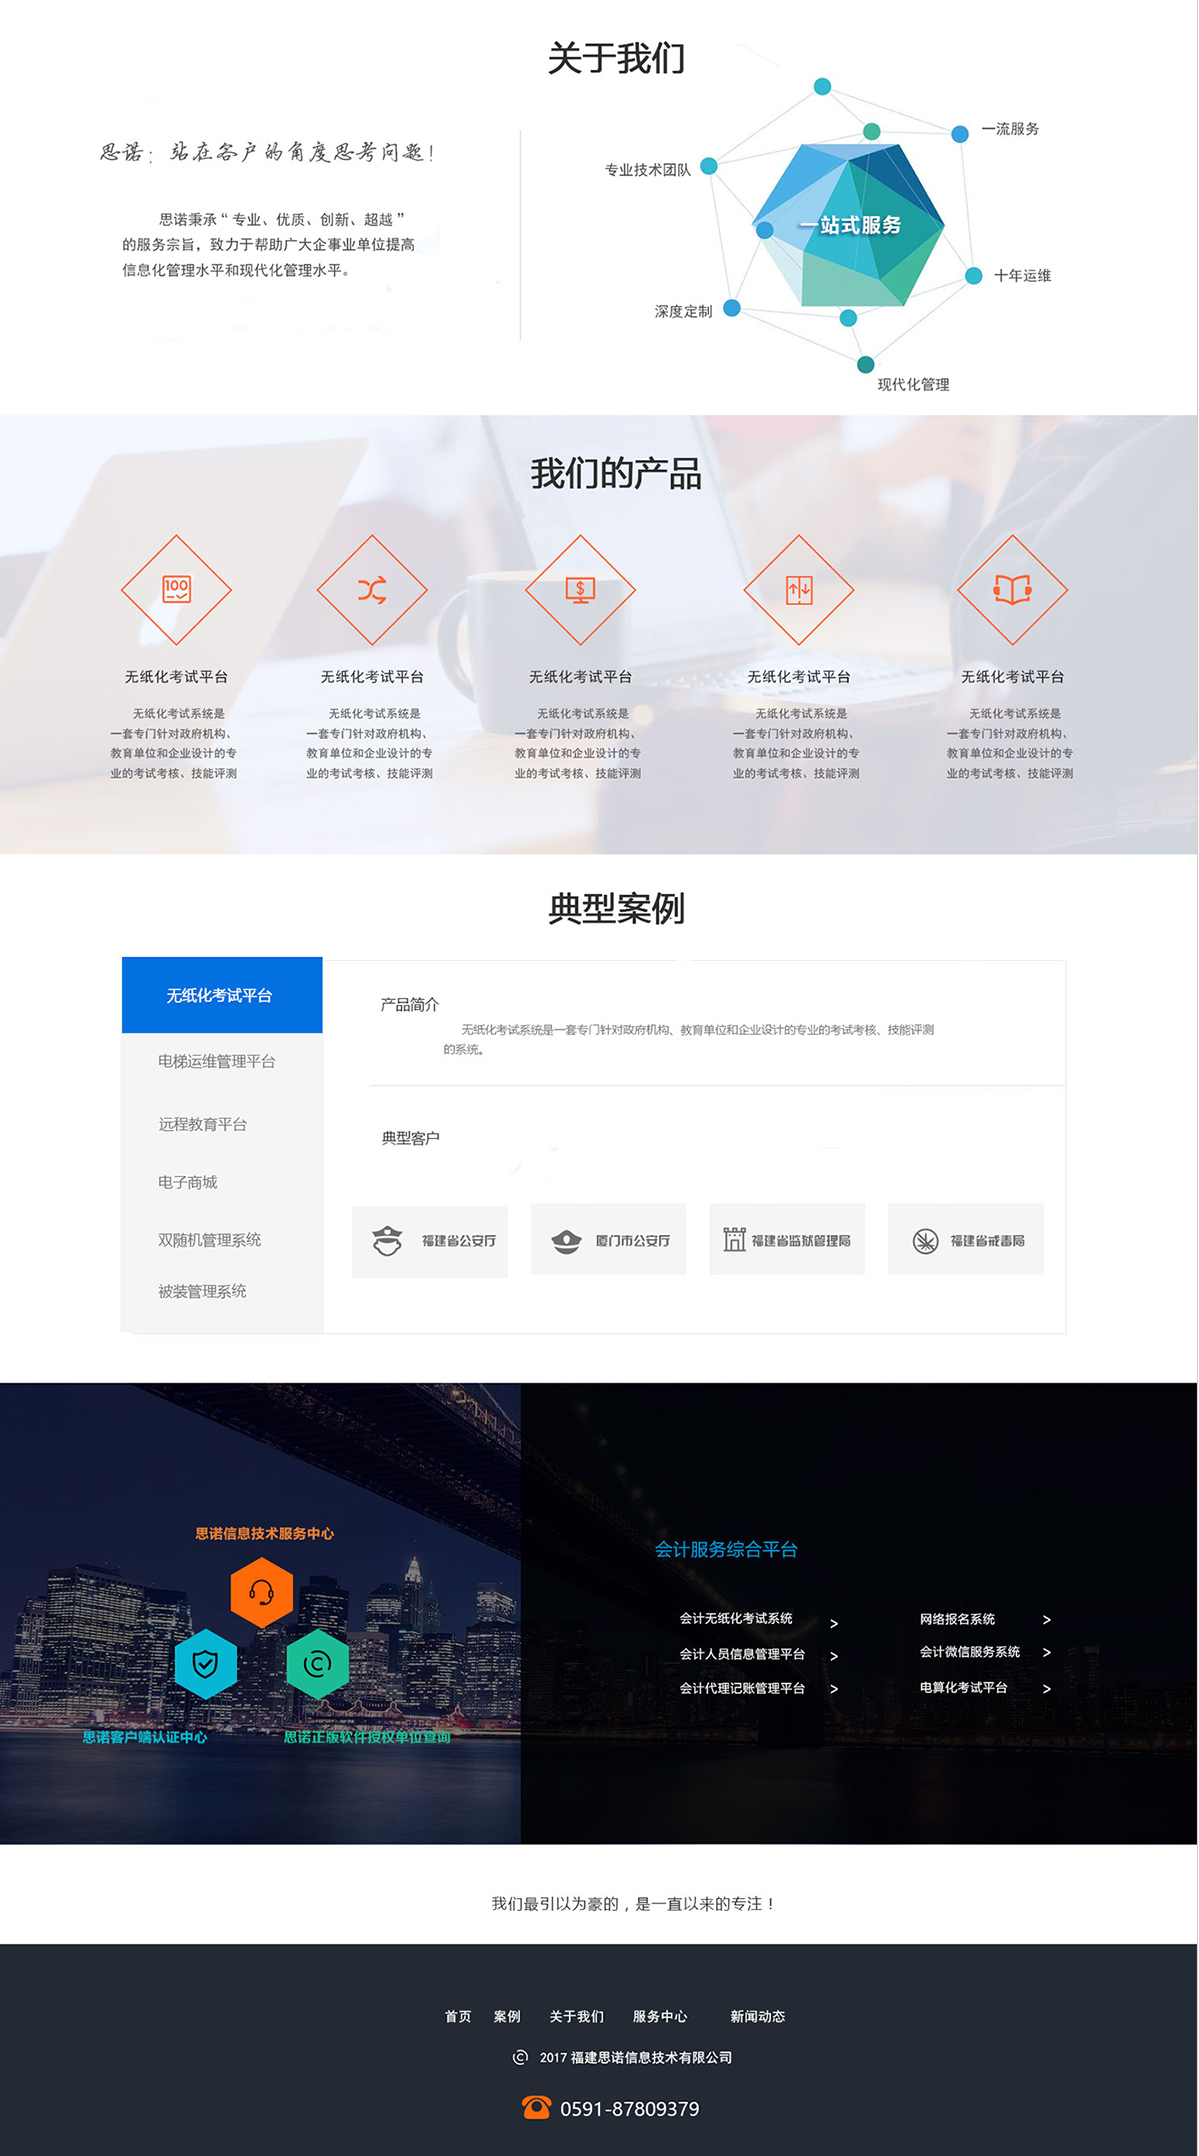 关于我们
思诺：站在客户的角度思考问题！
思诺秉承“专业、优质、创新、超越”
的服务宗旨，致力于帮助广大企事业单位提高
信息化管理水平和现代化管理水平。
一流服务
专业技术团队
一站式服务
十年运维
深度定制
现代化管理
我们的产品
100
$
无纸化考试平台
无纸化考试系统是
一套专门针对政府机构、
教育单位和企业设计的专
业的考试考核、技能评测
无纸化考试平台
无纸化考试系统是
一套专门针对政府机构、
教育单位和企业设计的专
业的考试考核、技能评测
无纸化考试平台
无纸化考试系统是
一套专门针对政府机构、
教育单位和企业设计的专
业的考试考核、技能评测
无纸化考试平台
无纸化考试系统是
一套专门针对政府机构、
教育单位和企业设计的专
业的考试考核、技能评测
无纸化考试平台
无纸化考试系统是
一套专门针对政府机构、
教育单位和企业设计的专
业的考试考核、技能评测
典型案例
无纸化考试平台
电梯运维管理平台
远程教育平台
电子商城
双随机管理系统
被装管理系统
产品简介
无纸化考试系统是一套专门针对政府机构、教育单位和企业设计的专业的考试考核、技能评测
的系统。
典型客户
福建省公安厅
厦门市公安厅
福建省监狱管理局
福建省戒毒局
思诺信息技术服务中心
思诺客户端认证中心
思诺正版软件授权单位查询
会计服务综合平台
会计无纸化考试系统 >
会计人员信息管理平台 >
会计代理记账管理平台 >
网络报名系统 >
会计微信服务系统 >
电算化考试平台 >
我们最引以为豪的，是一直以来的专注！
首页 案例 关于我们 服务中心 新闻动态
© 2017 福建思诺信息技术有限公司
0591-87809379